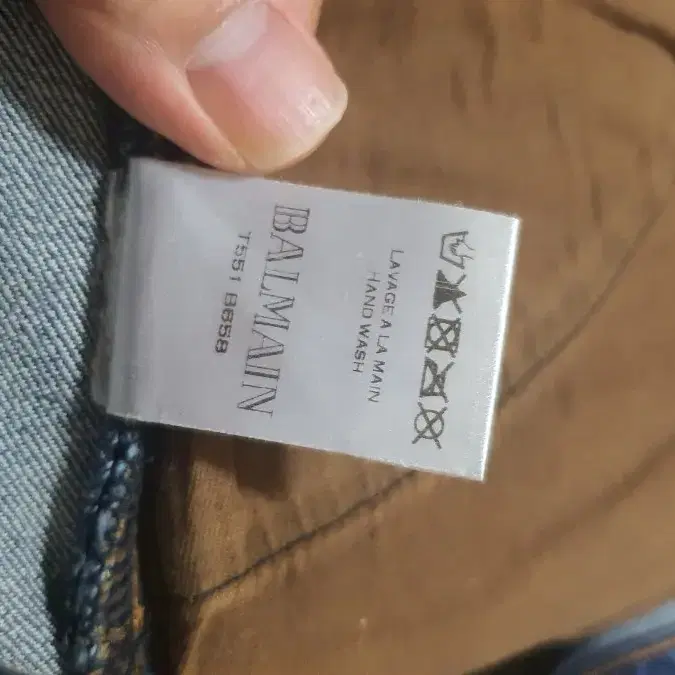 LAVAGE A LA MAIN
HAND WASH
BALMAIN
T551 B658